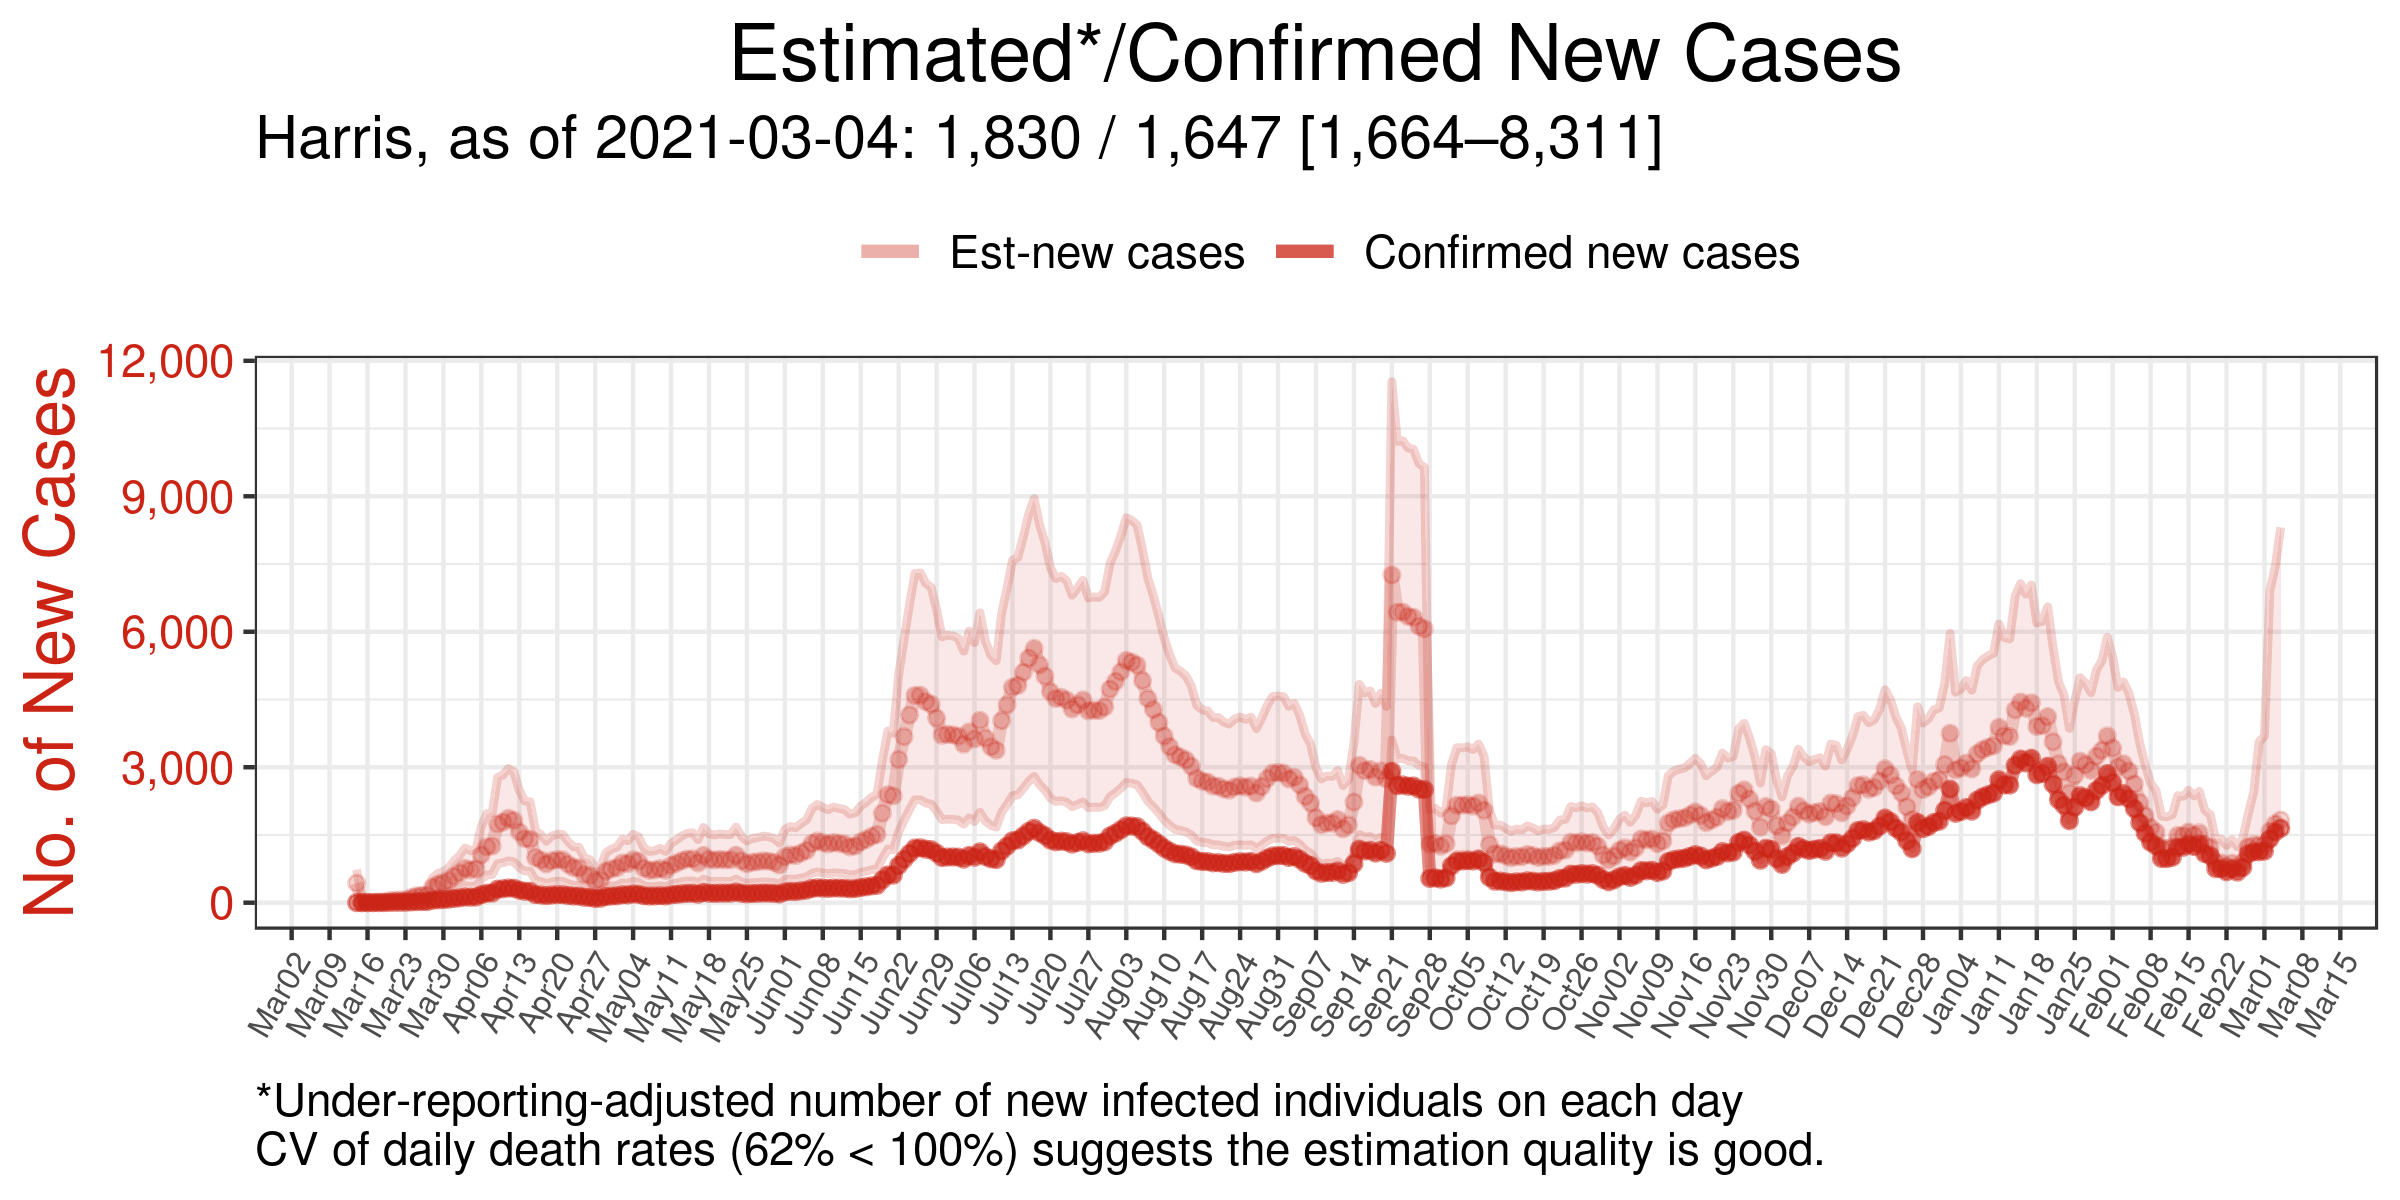 Estimated*/Confirmed New Cases
Harris, as of 2021-03-04: 1,830 / 1,647 [1,664–8,311]
Est-new cases Confirmed new cases
No. of New Cases
12,000
9,000
6,000
3,000
0
Mar02 Mar09 Mar16 Mar23 Mar30 Apr06 Apr13 Apr20 Apr27 May04 May11 May18 May25 Jun01 Jun08 Jun15 Jun22 Jun29 Jul06 Jul13 Jul20 Jul27 Aug03 Aug10 Aug17 Aug24 Aug31 Sep07 Sep14 Sep21 Sep28 Oct05 Oct12 Oct19 Oct26 Nov02 Nov09 Nov16 Nov23 Nov30 Dec07 Dec14 Dec21 Dec28 Jan04 Jan11 Jan18 Jan25 Feb01 Feb08 Feb15 Feb22 Mar01 Mar08 Mar15
*Under-reporting-adjusted number of new infected individuals on each day
CV of daily death rates (62% < 100%) suggests the estimation quality is good.